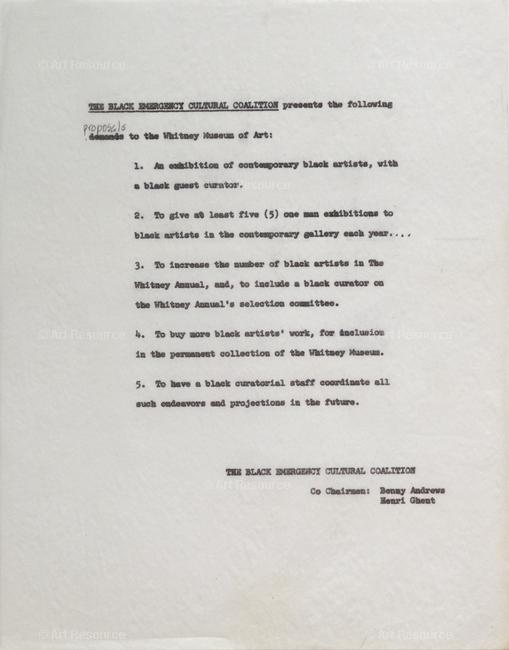 © Art Resource
© Art Resource
THE BLACK EMERGENCY CULTURAL COALITION presents the following
proposals
demands to the Whitney Museum of Art:
1. An exhibition of contemporary black artists, with
a black guest curator.
© Art Resource
2. To give at least five (5) one man exhibitions to
black artists in the contemporary gallery each year....
3. To increase the number of black artists in The
Whitney Annual, and, to include a black curator on
the Whitney Annual's selection committee.
4. To buy more black artists' work, for inclusion
© Art Resource
© Art Resource
in the permanent collection of the Whitney Museum.
5. To have a black curatorial staff coordinate all
such endeavors and projections in the future.
THE BLACK EMERGENCY CULTURAL COALITION
© Art Resource
Co Chairmen: Benny Andrews
Henri Ghent
© Art Resource
© Art Resource